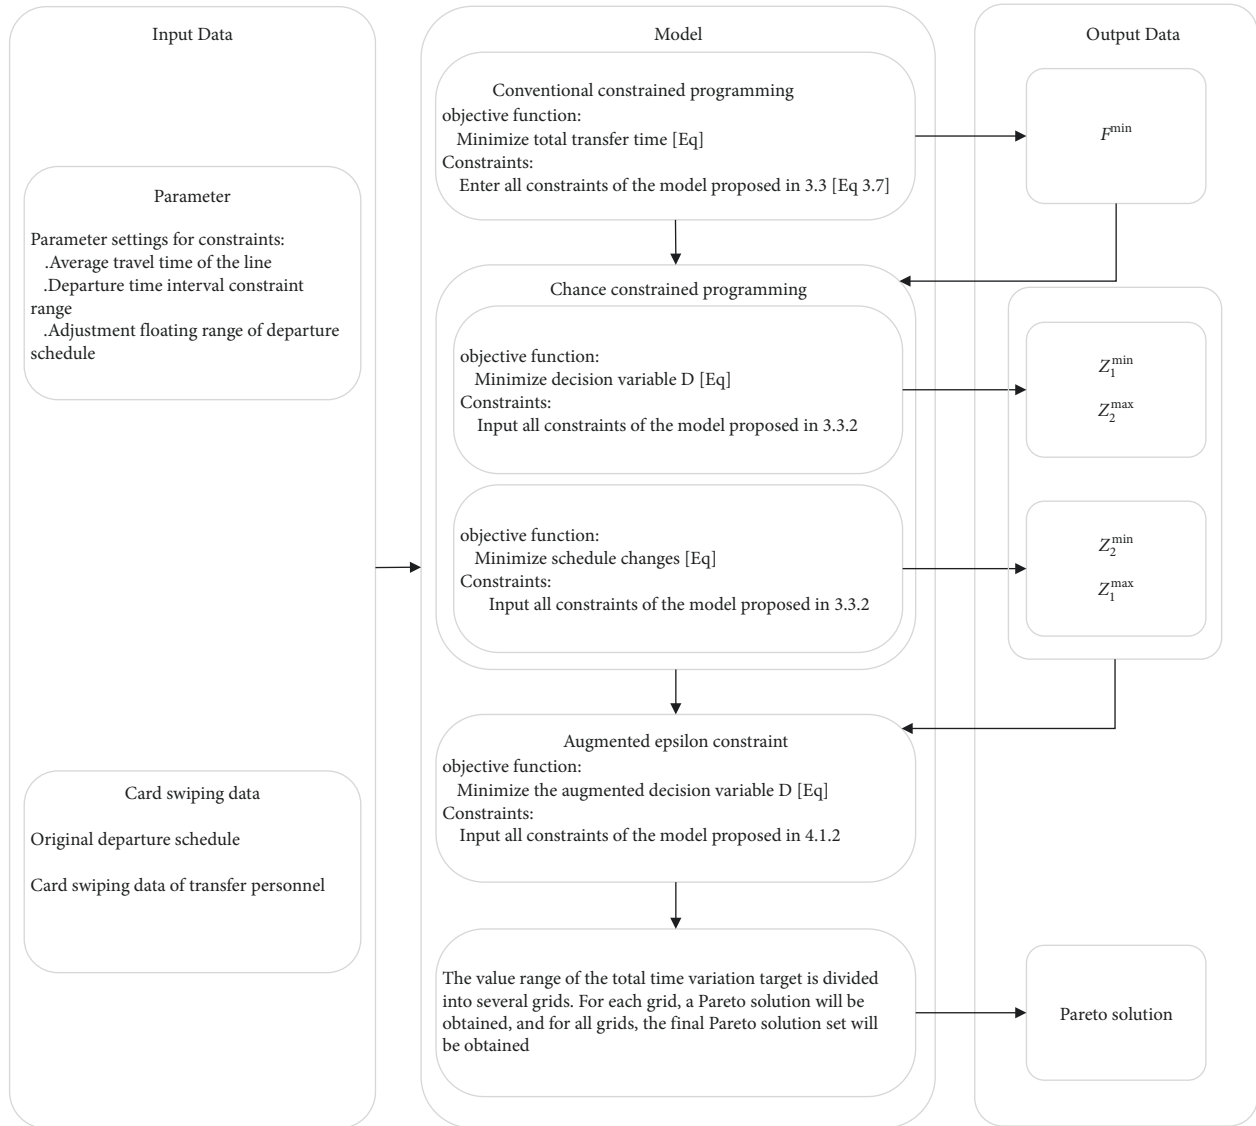 Input Data
Parameter
Parameter settings for constraints:
.Average travel time of the line
.Departure time interval constraint
range
.Adjustment floating range of departure
schedule
Card swiping data
Original departure schedule
Card swiping data of transfer personnel
Model
Conventional constrained programming
objective function:
Minimize total transfer time [Eq]
Constraints:
Enter all constraints of the model proposed in 3.3 [Eq 3.7]
Chance constrained programming
objective function:
Minimize decision variable D [Eq]
Constraints:
Input all constraints of the model proposed in 3.3.2
objective function:
Minimize schedule changes [Eq]
Constraints:
Input all constraints of the model proposed in 3.3.2
Augmented epsilon constraint
objective function:
Minimize the augmented decision variable D [Eq]
Constraints:
Input all constraints of the model proposed in 4.1.2
The value range of the total time variation target is divided
into several grids. For each grid, a Pareto solution will be
obtained, and for all grids, the final Pareto solution set will
be obtained
Output Data
F^min
Z_1^min
Z_2^max
Z_2^min
Z_1^max
Pareto solution